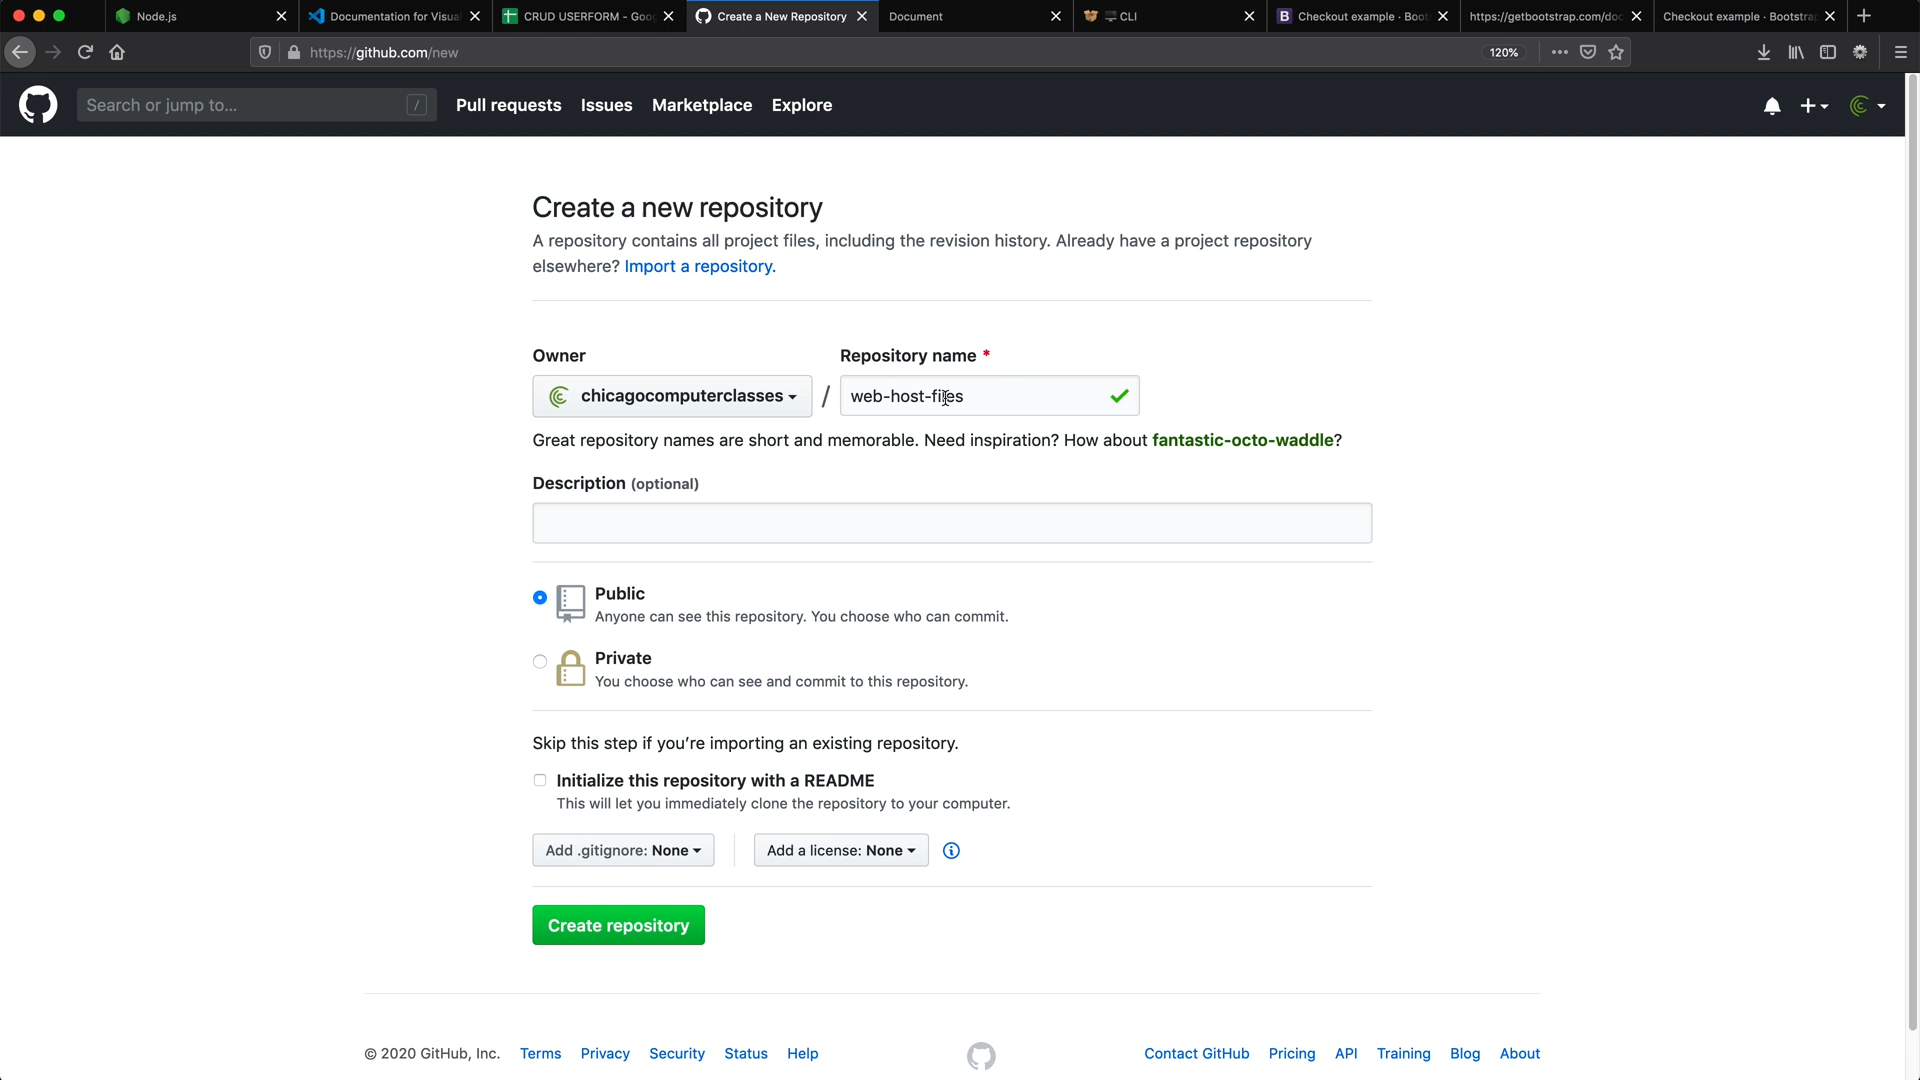 Node.js
Documentation for Visua
CRUD USERFORM - Goo
Create a New Repository
Document
CLI
Checkout example · Boot
https://getbootstrap.com/doc
Checkout example · Bootstra
https://github.com/new
120%
Search or jump to...
/
Pull requests
Issues
Marketplace
Explore
Create a new repository
A repository contains all project files, including the revision history. Already have a project repository
elsewhere? Import a repository.
Owner
Repository name *
chicagocomputerclasses
/
web-host-files
Great repository names are short and memorable. Need inspiration? How about fantastic-octo-waddle?
Description (optional)
Public
Anyone can see this repository. You choose who can commit.
Private
You choose who can see and commit to this repository.
Skip this step if you’re importing an existing repository.
Initialize this repository with a README
This will let you immediately clone the repository to your computer.
Add .gitignore: None
Add a license: None
Create repository
© 2020 GitHub, Inc.
Terms
Privacy
Security
Status
Help
Contact GitHub
Pricing
API
Training
Blog
About